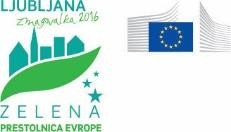 LJUBLJANA
zmagovalka 2016
ZELENA
PRESTOLNICA EVROPE